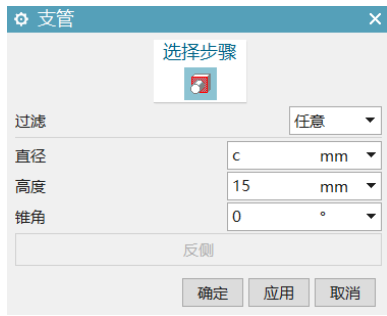 支管
选择步骤
过滤 任意
直径 c mm
高度 15 mm
锥角 0 °
反侧
确定 应用 取消